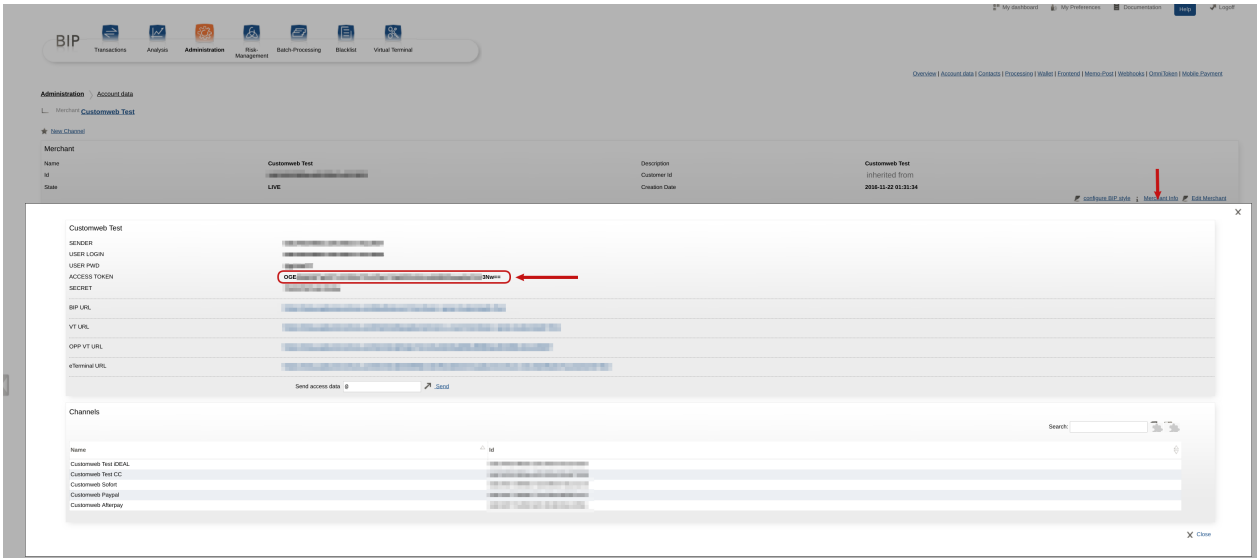 My dashboard My Preferences Documentation Help Logoff
BIP
Transactions Analysis Administration Risk-Management Batch-Processing Blacklist Virtual Terminal
Overview | Account data | Contacts | Processing | Wallet | Frontend | Memo-Post | Webhooks | OmniToken | Mobile Payment
Administration Account data
Merchant Customweb Test
New Channel
Merchant
Name Customweb Test Description Customweb Test
Id Customer Id inherited from
State LIVE Creation Date 2016-11-22 01:31:34
configure BIP style Merchant Info Edit Merchant
X
Customweb Test
SENDER
USER LOGIN
USER PWD
ACCESS TOKEN OGE 3Nw==
SECRET
BIP URL
VT URL
OPP VT URL
eTerminal URL
Send access data @ Send
Channels
Search:
Name Id
Customweb Test iDEAL
Customweb Test CC
Customweb Sofort
Customweb Paypal
Customweb Afterpay
X Close